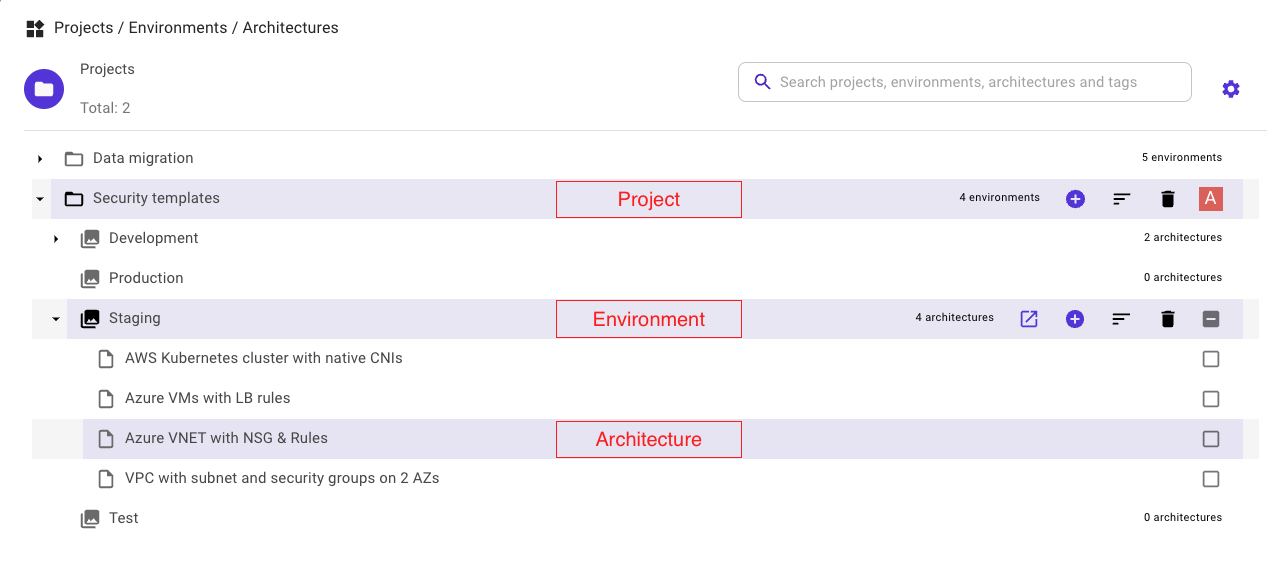 Projects / Environments / Architectures
Projects
Total: 2
Search projects, environments, architectures and tags
Data migration 5 environments
Security templates Project 4 environments A
Development 2 architectures
Production 0 architectures
Staging Environment 4 architectures
AWS Kubernetes cluster with native CNIs
Azure VMs with LB rules
Azure VNET with NSG & Rules Architecture
VPC with subnet and security groups on 2 AZs
Test 0 architectures